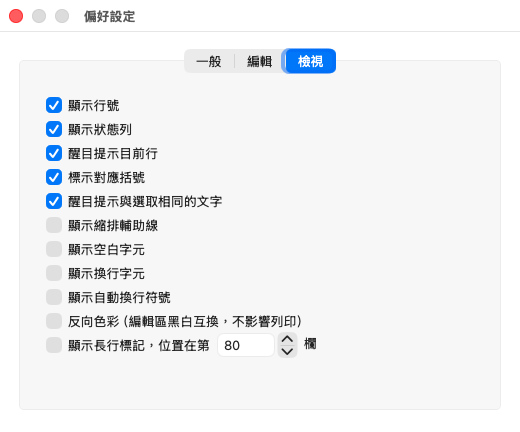 偏好設定
一般 編輯 檢視
顯示行號
顯示狀態列
醒目提示目前行
標示對應括號
醒目提示與選取相同的文字
顯示縮排輔助線
顯示空白字元
顯示換行字元
顯示自動換行符號
反向色彩 (編輯區黑白互換，不影響列印)
顯示長行標記，位置在第 80 欄